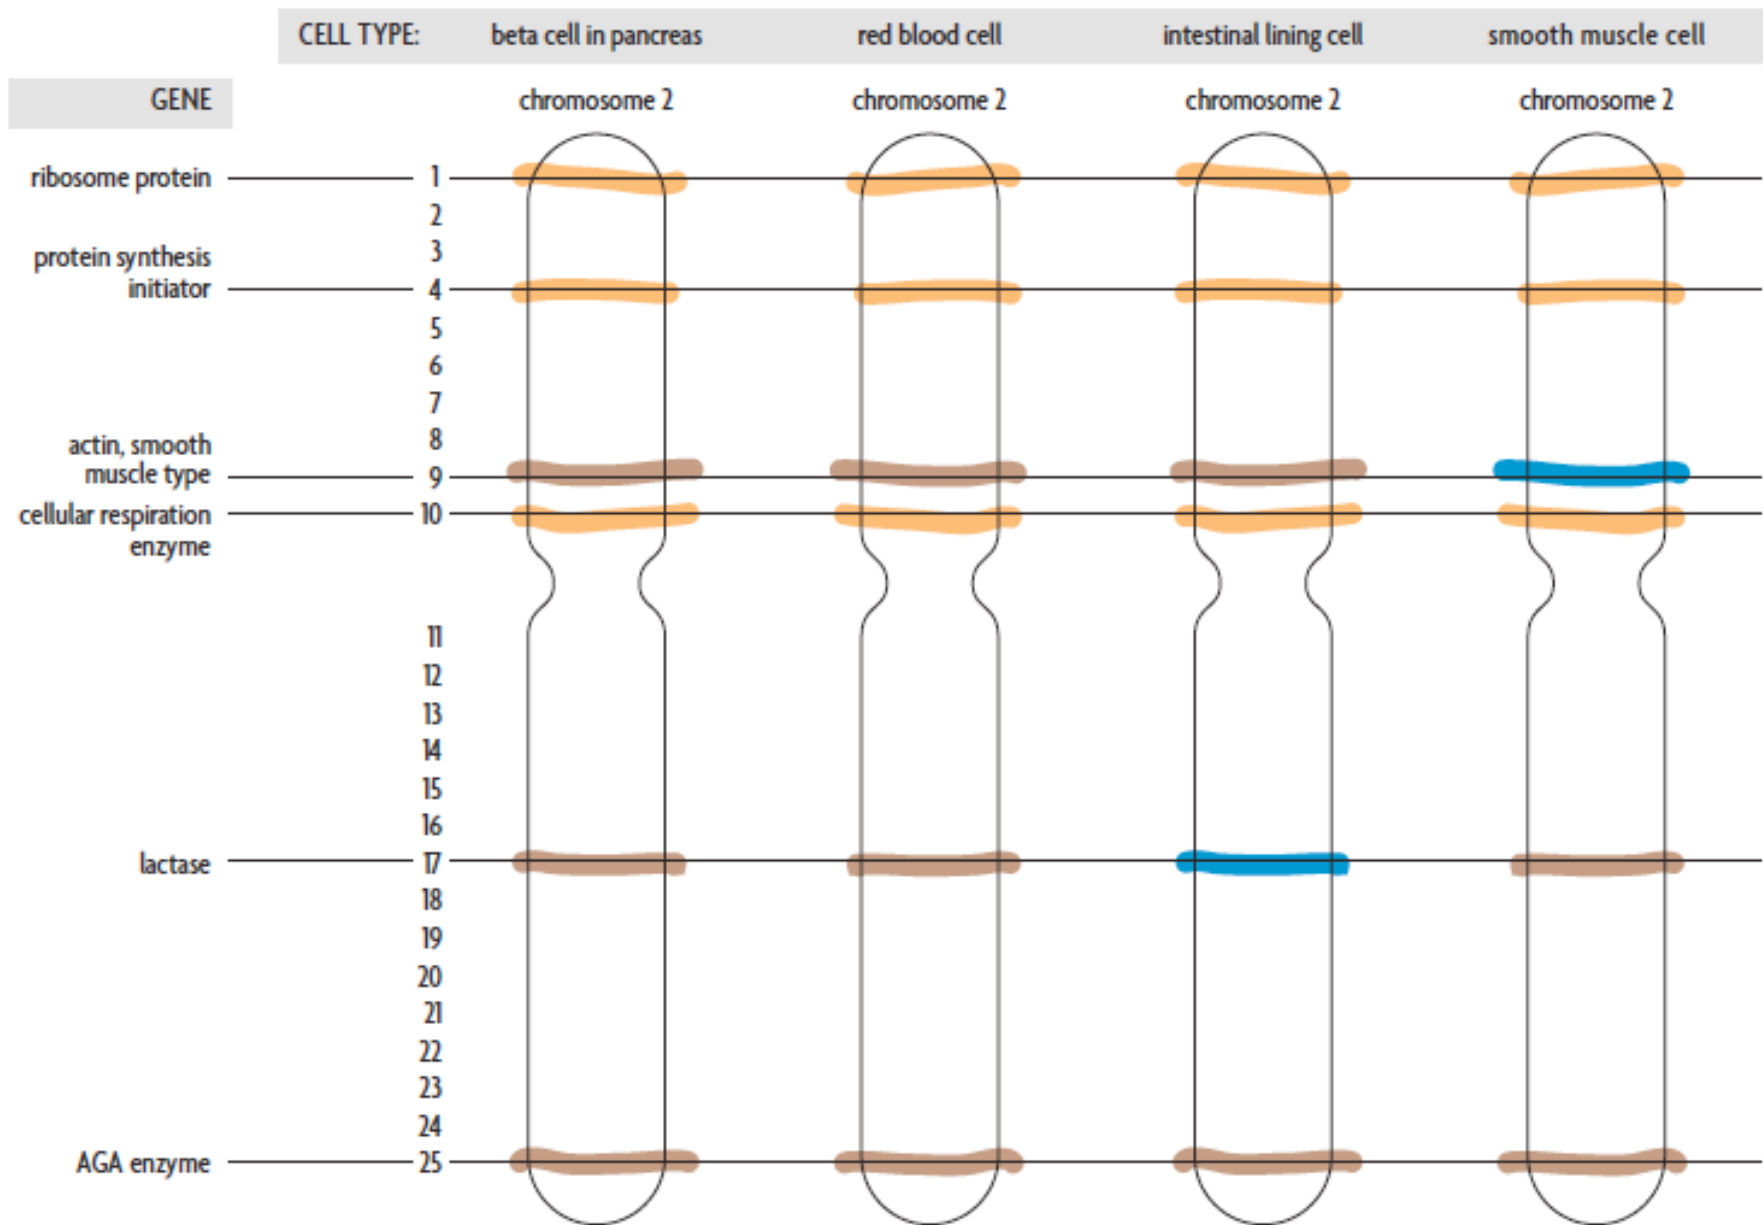 CELL TYPE: beta cell in pancreas red blood cell intestinal lining cell smooth muscle cell
GENE chromosome 2 chromosome 2 chromosome 2 chromosome 2
ribosome protein 1
2
3
protein synthesis
initiator 4
5
6
7
8
actin, smooth
muscle type 9
cellular respiration 10
enzyme
11
12
13
14
15
16
lactase 17
18
19
20
21
22
23
24
AGA enzyme 25